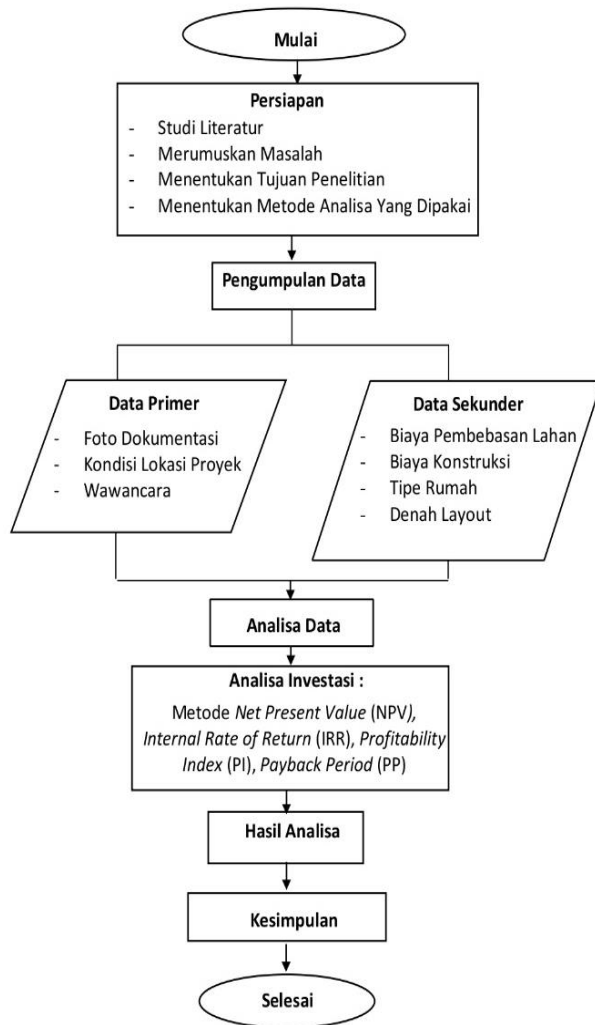 Mulai
Persiapan
- Studi Literatur
- Merumuskan Masalah
- Menentukan Tujuan Penelitian
- Menentukan Metode Analisa Yang Dipakai
Pengumpulan Data
Data Primer
- Foto Dokumentasi
- Kondisi Lokasi Proyek
- Wawancara
Data Sekunder
- Biaya Pembebasan Lahan
- Biaya Konstruksi
- Tipe Rumah
- Denah Layout
Analisa Data
Analisa Investasi :
Metode Net Present Value (NPV),
Internal Rate of Return (IRR), Profitability
Index (PI), Payback Period (PP)
Hasil Analisa
Kesimpulan
Selesai